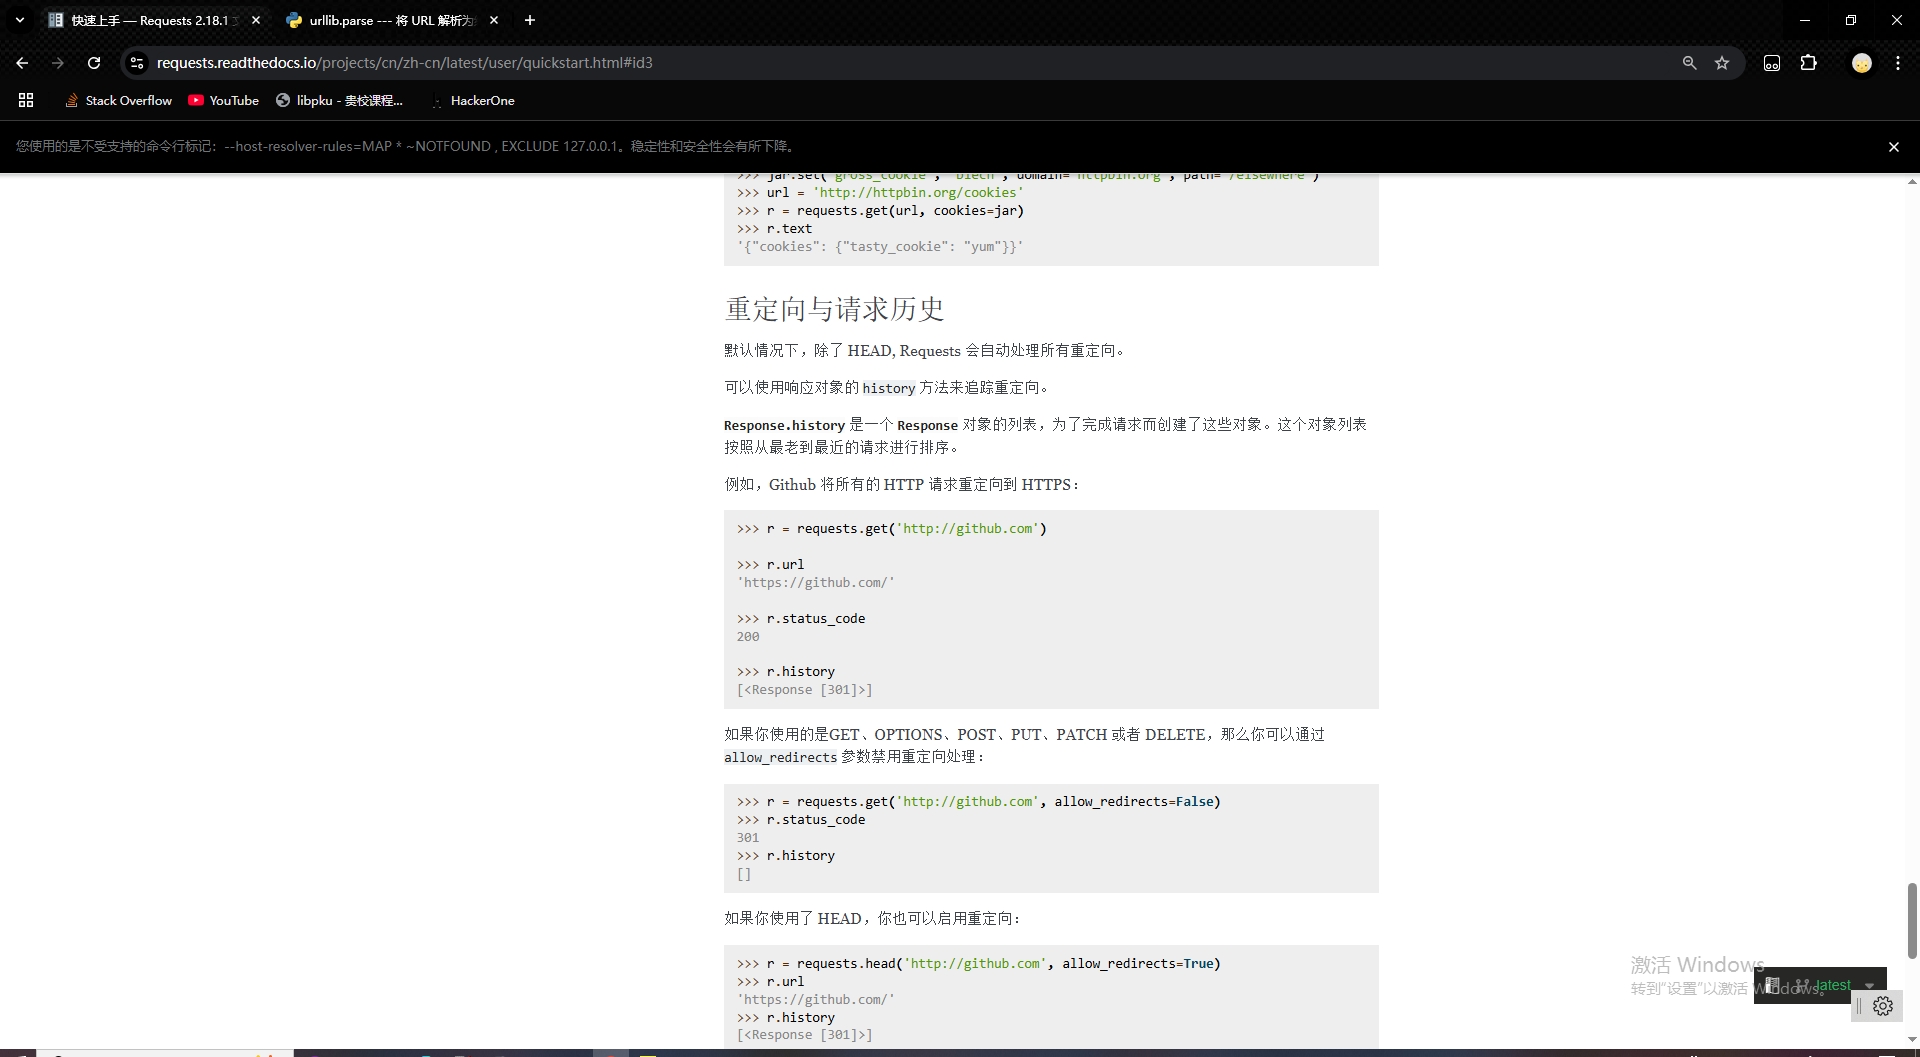 快速上手 — Requests 2.18.1
urllib.parse --- 将 URL 解析为
requests.readthedocs.io/projects/cn/zh-cn/latest/user/quickstart.html#id3
Stack Overflow YouTube libpku - 贵校课程... HackerOne
您使用的是不受支持的命令行标记：--host-resolver-rules=MAP * ~NOTFOUND , EXCLUDE 127.0.0.1。稳定性和安全性会有所下降。
>>> jar.set('gross_cookie', 'blech', domain='httpbin.org', path='/elsewhere')
>>> url = 'http://httpbin.org/cookies'
>>> r = requests.get(url, cookies=jar)
>>> r.text
'{"cookies": {"tasty_cookie": "yum"}}'
重定向与请求历史
默认情况下，除了 HEAD, Requests 会自动处理所有重定向。
可以使用响应对象的 history 方法来追踪重定向。
Response.history 是一个 Response 对象的列表，为了完成请求而创建了这些对象。这个对象列表
按照从最老到最近的请求进行排序。
例如，Github 将所有的 HTTP 请求重定向到 HTTPS：
>>> r = requests.get('http://github.com')
>>> r.url
'https://github.com/'
>>> r.status_code
200
>>> r.history
[<Response [301]>]
如果你使用的是GET、OPTIONS、POST、PUT、PATCH 或者 DELETE，那么你可以通过
allow_redirects 参数禁用重定向处理：
>>> r = requests.get('http://github.com', allow_redirects=False)
>>> r.status_code
301
>>> r.history
[]
如果你使用了 HEAD，你也可以启用重定向：
>>> r = requests.head('http://github.com', allow_redirects=True)
>>> r.url
'https://github.com/'
>>> r.history
[<Response [301]>]
激活 Windows
转到"设置"以激活 Windows。
latest